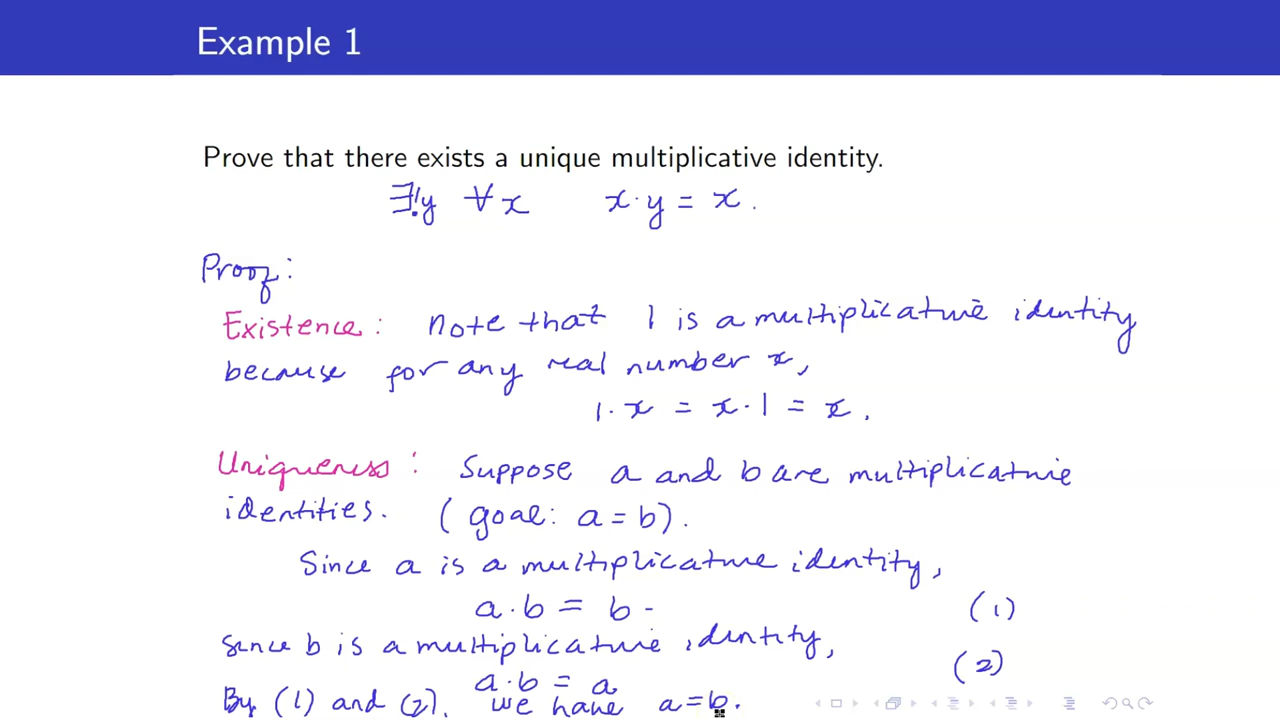 Example 1
Prove that there exists a unique multiplicative identity.
∃!y ∀x x·y = x.
Proof:
Existence: note that 1 is a multiplicative identity
because for any real number x,
1·x = x·1 = x.
Uniqueness: Suppose a and b are multiplicative
identities. (goal: a = b).
Since a is a multiplicative identity,
a·b = b - (1)
since b is a multiplicative identity,
a·b = a (2)
By (1) and (2), we have a=b.